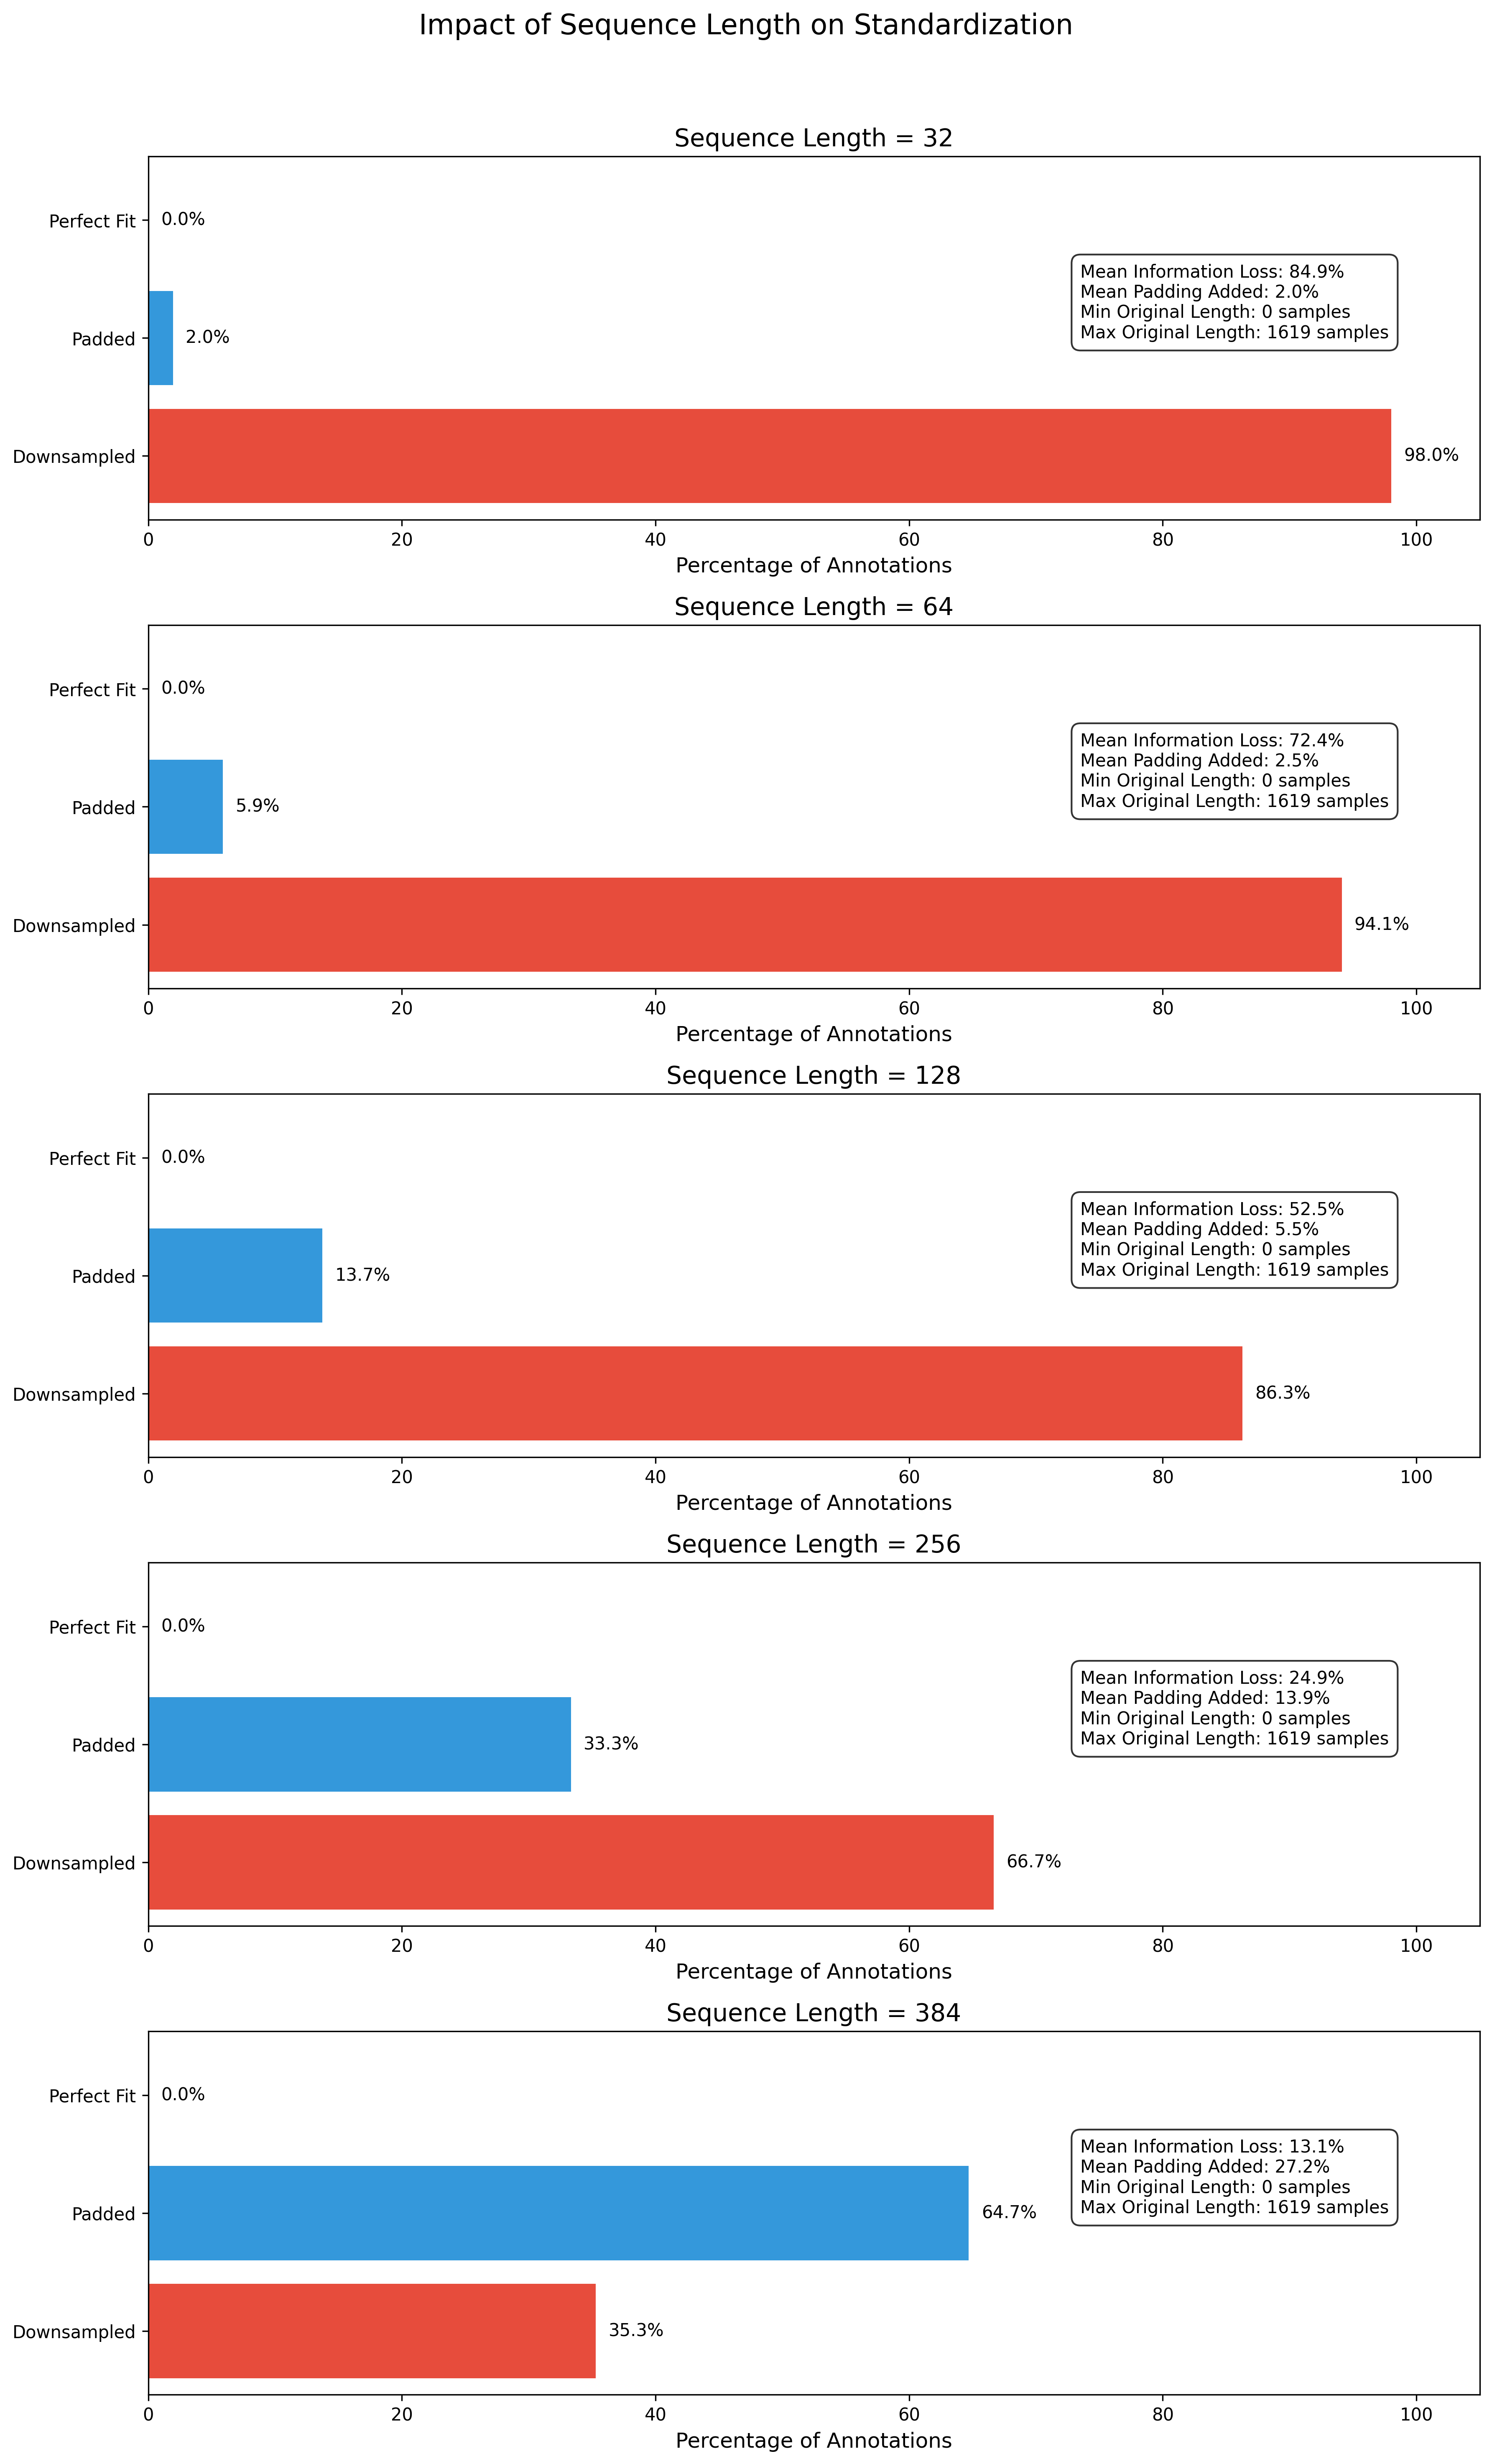 Impact of Sequence Length on Standardization
Sequence Length = 32
Perfect Fit
0.0%
Mean Information Loss: 84.9%
Mean Padding Added: 2.0%
Min Original Length: 0 samples
Max Original Length: 1619 samples
Padded
2.0%
Downsampled
98.0%
0 20 40 60 80 100
Percentage of Annotations
Sequence Length = 64
Perfect Fit
0.0%
Mean Information Loss: 72.4%
Mean Padding Added: 2.5%
Min Original Length: 0 samples
Max Original Length: 1619 samples
Padded
5.9%
Downsampled
94.1%
0 20 40 60 80 100
Percentage of Annotations
Sequence Length = 128
Perfect Fit
0.0%
Mean Information Loss: 52.5%
Mean Padding Added: 5.5%
Min Original Length: 0 samples
Max Original Length: 1619 samples
Padded
13.7%
Downsampled
86.3%
0 20 40 60 80 100
Percentage of Annotations
Sequence Length = 256
Perfect Fit
0.0%
Mean Information Loss: 24.9%
Mean Padding Added: 13.9%
Min Original Length: 0 samples
Max Original Length: 1619 samples
Padded
33.3%
Downsampled
66.7%
0 20 40 60 80 100
Percentage of Annotations
Sequence Length = 384
Perfect Fit
0.0%
Mean Information Loss: 13.1%
Mean Padding Added: 27.2%
Min Original Length: 0 samples
Max Original Length: 1619 samples
Padded
64.7%
Downsampled
35.3%
0 20 40 60 80 100
Percentage of Annotations